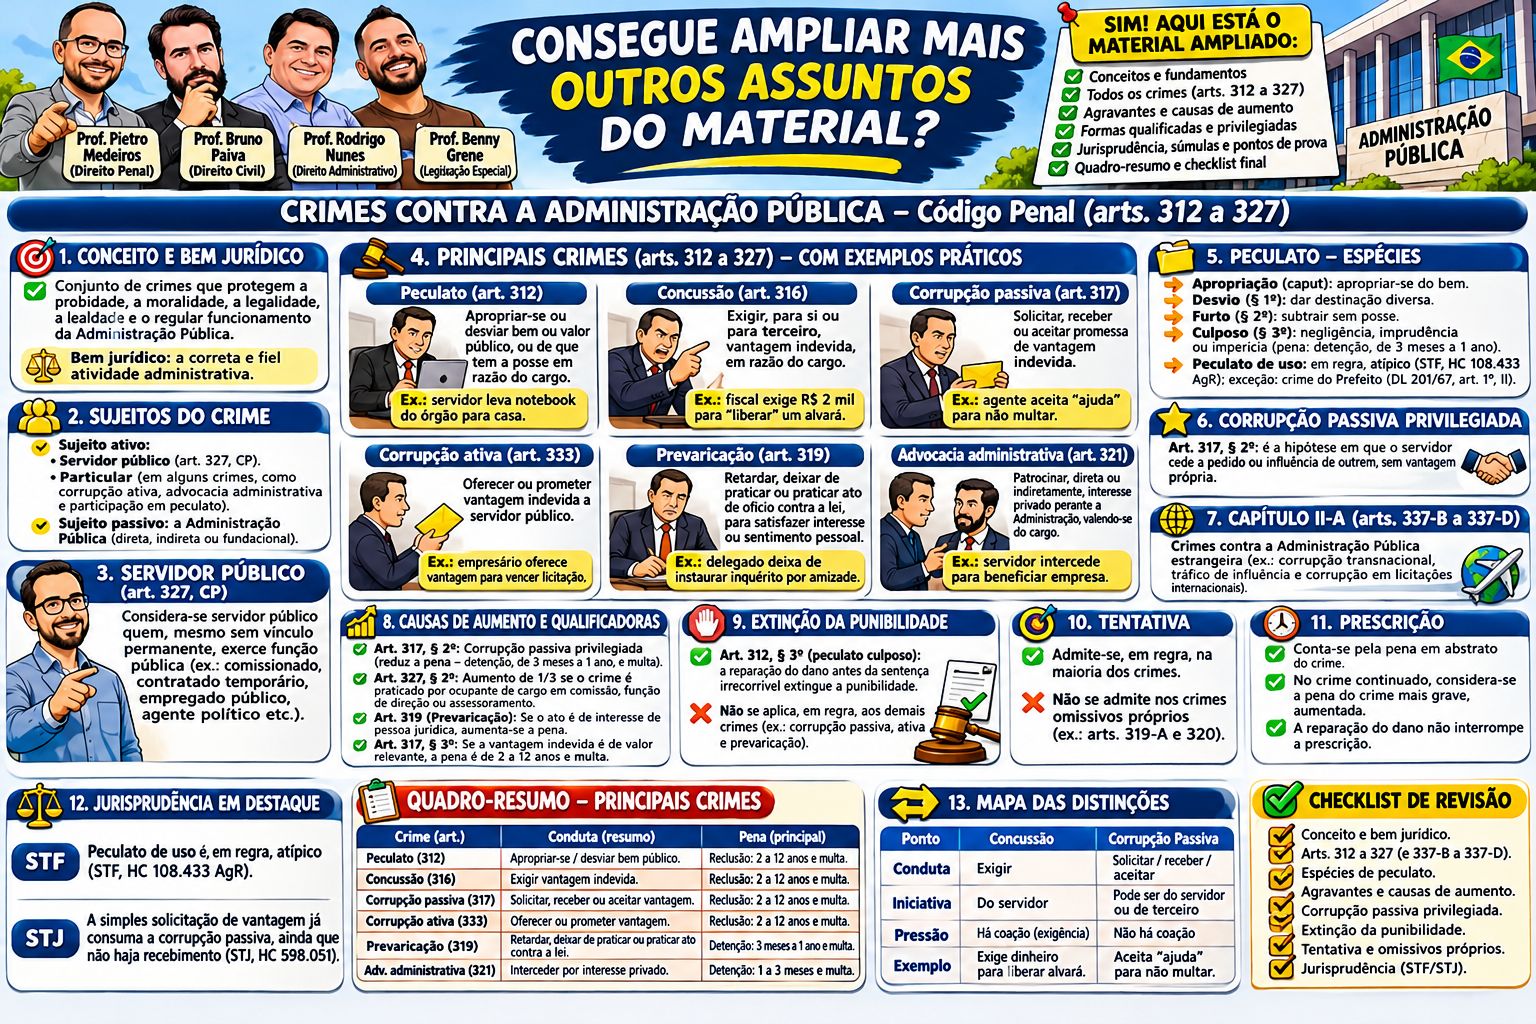 Prof. Pietro
Medeiros
(Direito Penal)
Prof. Bruno
Paiva
(Direito Civil)
Prof. Rodrigo
Nunes
(Direito Administrativo)
Prof. Benny
Grene
(Legislação Especial)
CONSEGUE AMPLIAR MAIS
OUTROS ASSUNTOS
DO MATERIAL?
SIM! AQUI ESTÁ O
MATERIAL AMPLIADO:
Conceitos e fundamentos
Todos os crimes (arts. 312 a 327)
Agravantes e causas de aumento
Formas qualificadas e privilegiadas
Jurisprudência, súmulas e pontos de prova
Quadro-resumo e checklist final
ADMINISTRAÇÃO
PÚBLICA
CRIMES CONTRA A ADMINISTRAÇÃO PÚBLICA – Código Penal (arts. 312 a 327)
1. CONCEITO E BEM JURÍDICO
Conjunto de crimes que protegem a
probidade, a moralidade, a legalidade,
a lealdade e o regular funcionamento
da Administração Pública.
Bem jurídico: a correta e fiel
atividade administrativa.
2. SUJEITOS DO CRIME
Sujeito ativo:
• Servidor público (art. 327, CP).
• Particular (em alguns crimes, como
corrupção ativa, advocacia administrativa
e participação em peculato).
Sujeito passivo: a Administração
Pública (direta, indireta ou fundacional).
3. SERVIDOR PÚBLICO
(art. 327, CP)
Considera-se servidor público
quem, mesmo sem vínculo
permanente, exerce função
pública (ex.: comissionado,
contratado temporário,
empregado público,
agente político etc.).
4. PRINCIPAIS CRIMES (arts. 312 a 327) – COM EXEMPLOS PRÁTICOS
Peculato (art. 312)
Apropriar-se ou
desviar bem ou valor
público, ou de que
tem a posse em
razão do cargo.
Ex.: servidor leva notebook
do órgão para casa.
Concussão (art. 316)
Exigir, para si ou
para terceiro,
vantagem indevida,
em razão do cargo.
Ex.: fiscal exige R$ 2 mil
para "liberar" um alvará.
Corrupção passiva (art. 317)
Solicitar, receber
ou aceitar promessa
de vantagem
indevida.
Ex.: agente aceita "ajuda"
para não multar.
Corrupção ativa (art. 333)
Oferecer ou prometer
vantagem indevida a
servidor público.
Ex.: empresário oferece
vantagem para vencer licitação.
Prevaricação (art. 319)
Retardar, deixar de
praticar ou praticar ato
de ofício contra a lei,
para satisfazer interesse
ou sentimento pessoal.
Ex.: delegado deixa de
instaurar inquérito por amizade.
Advocacia administrativa (art. 321)
Patrocinar, direta ou
indiretamente, interesse
privado perante a
Administração, valendo-se
do cargo.
Ex.: servidor intercede
para beneficiar empresa.
5. PECULATO – ESPÉCIES
Apropriação (caput): apropriar-se do bem.
Desvio (§ 1º): dar destinação diversa.
Furto (§ 2º): subtrair sem posse.
Culposo (§ 3º): negligência, imprudência
ou imperícia (pena: detenção, de 3 meses a 1 ano).
Peculato de uso: em regra, atípico (STF, HC 108.433
AgR); exceção: crime do Prefeito (DL 201/67, art. 1º, II).
6. CORRUPÇÃO PASSIVA PRIVILEGIADA
Art. 317, § 2º: é a hipótese em que o servidor
cede a pedido ou influência de outrem, sem vantagem
própria.
7. CAPÍTULO II-A (arts. 337-B a 337-D)
Crimes contra a Administração Pública
estrangeira (ex.: corrupção transnacional,
tráfico de influência e corrupção em licitações
internacionais).
8. CAUSAS DE AUMENTO E QUALIFICADORAS
Art. 317, § 2º: Corrupção passiva privilegiada
(reduz a pena – detenção, de 3 meses a 1 ano, e multa).
Art. 327, § 2º: Aumento de 1/3 se o crime é
praticado por ocupante de cargo em comissão, função
de direção ou assessoramento.
Art. 319 (Prevaricação): Se o ato é de interesse de
pessoa jurídica, aumenta-se a pena.
Art. 317, § 3º: Se a vantagem indevida é de valor
relevante, a pena é de 2 a 12 anos e multa.
9. EXTINÇÃO DA PUNIBILIDADE
Art. 312, § 3º (peculato culposo):
a reparação do dano antes da sentença
irrecorrível extingue a punibilidade.
Não se aplica, em regra, aos demais
crimes (ex.: corrupção passiva, ativa
e prevaricação).
10. TENTATIVA
Admite-se, em regra, na
maioria dos crimes.
Não se admite nos crimes
omissivos próprios
(ex.: arts. 319-A e 320).
11. PRESCRIÇÃO
Conta-se pela pena em abstrato
do crime.
No crime continuado, considera-se
a pena do crime mais grave,
aumentada.
A reparação do dano não interrompe
a prescrição.
12. JURISPRUDÊNCIA EM DESTAQUE
STF
Peculato de uso é, em regra, atípico
(STF, HC 108.433 AgR).
STJ
A simples solicitação de vantagem já
consuma a corrupção passiva, ainda que
não haja recebimento (STJ, HC 598.051).
QUADRO-RESUMO – PRINCIPAIS CRIMES
Crime (art.) Conduta (resumo) Pena (principal)
Peculato (312) Apropriar-se / desviar bem público. Reclusão: 2 a 12 anos e multa.
Concussão (316) Exigir vantagem indevida. Reclusão: 2 a 12 anos e multa.
Corrupção passiva (317) Solicitar, receber ou aceitar vantagem. Reclusão: 2 a 12 anos e multa.
Corrupção ativa (333) Oferecer ou prometer vantagem. Reclusão: 2 a 12 anos e multa.
Prevaricação (319) Retardar, deixar de praticar ou praticar ato
contra a lei. Detenção: 3 meses a 1 ano e multa.
Adv. administrativa (321) Interceder por interesse privado. Detenção: 1 a 3 meses e multa.
13. MAPA DAS DISTINÇÕES
Ponto Concussão Corrupção Passiva
Conduta Exigir Solicitar / receber /
aceitar
Iniciativa Do servidor Pode ser do servidor
ou de terceiro
Pressão Há coação (exigência) Não há coação
Exemplo Exige dinheiro
para liberar alvará. Aceita "ajuda"
para não multar.
CHECKLIST DE REVISÃO
Conceito e bem jurídico.
Arts. 312 a 327 (e 337-B a 337-D).
Espécies de peculato.
Agravantes e causas de aumento.
Corrupção passiva privilegiada.
Extinção da punibilidade.
Tentativa e omissivos próprios.
Jurisprudência (STF/STJ).